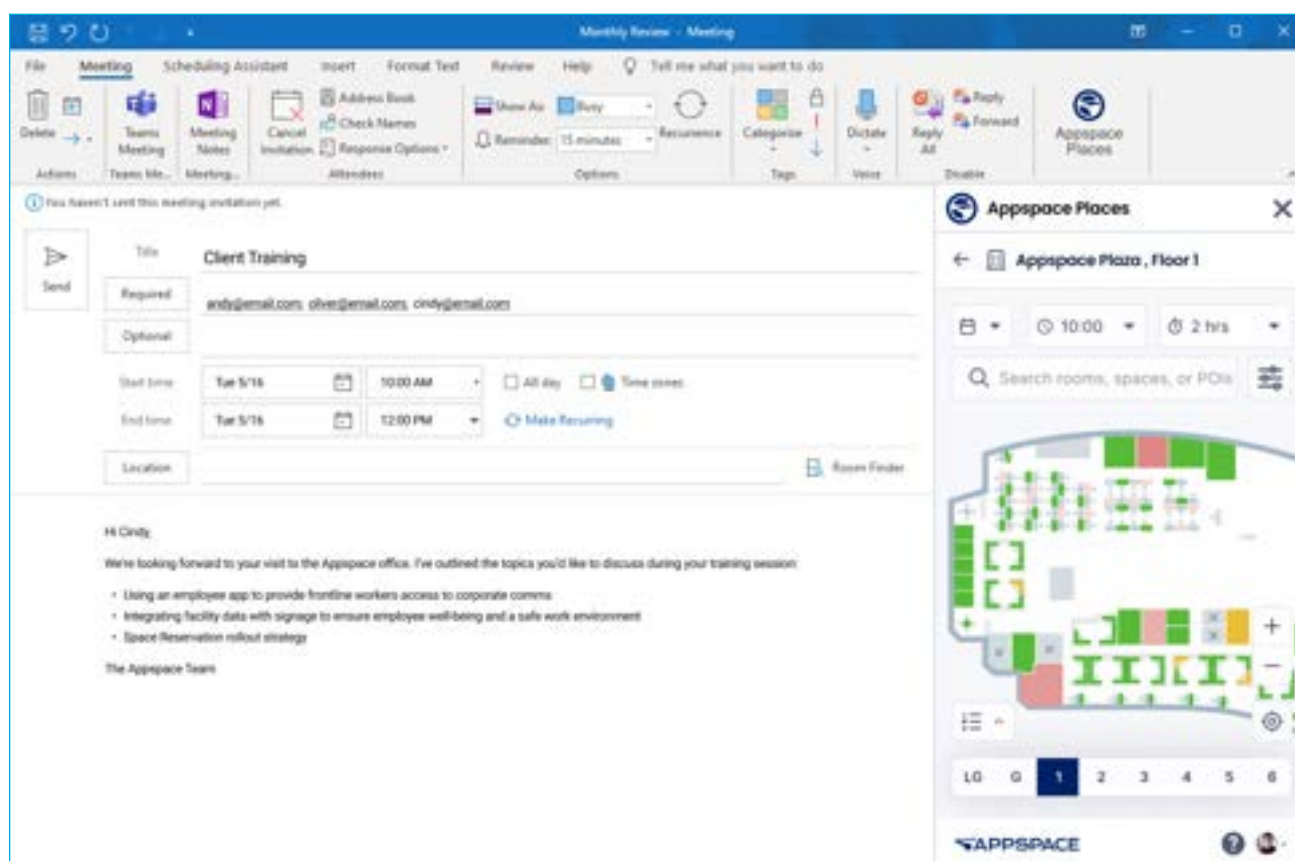 Monthly Review - Meeting
File Meeting Scheduling Assistant Insert Format Text Review Help Tell me what you want to do
Delete
Teams Meeting
Meeting Notes
Cancel Invitation
Address Book
Check Names
Response Options
Show As: Busy
Reminder: 15 minutes
Recurrence
Categorize
Dictate
Reply All
Reply
Forward
Appspace Places
Actions Teams Me... Meeting... Attendees Options Tags Voice Disable
You haven't sent this meeting invitation yet.
Send
Title Client Training
Required andy@email.com; oliver@email.com; cindy@email.com
Optional
Start time Tue 5/16 10:00 AM All day Time zones
End time Tue 5/16 12:00 PM Make Recurring
Location Room Finder
Hi Cindy,
We're looking forward to your visit to the Appspace office. I've outlined the topics you'd like to discuss during your training session:
• Using an employee app to provide frontline workers access to corporate comms
• Integrating facility data with signage to ensure employee well-being and a safe work environment
• Space Reservation rollout strategy
The Appspace Team
Appspace Places
Appspace Plaza , Floor 1
10:00 2 hrs
Search rooms, spaces, or POIs
LG G 1 2 3 4 5 6
APPSPACE